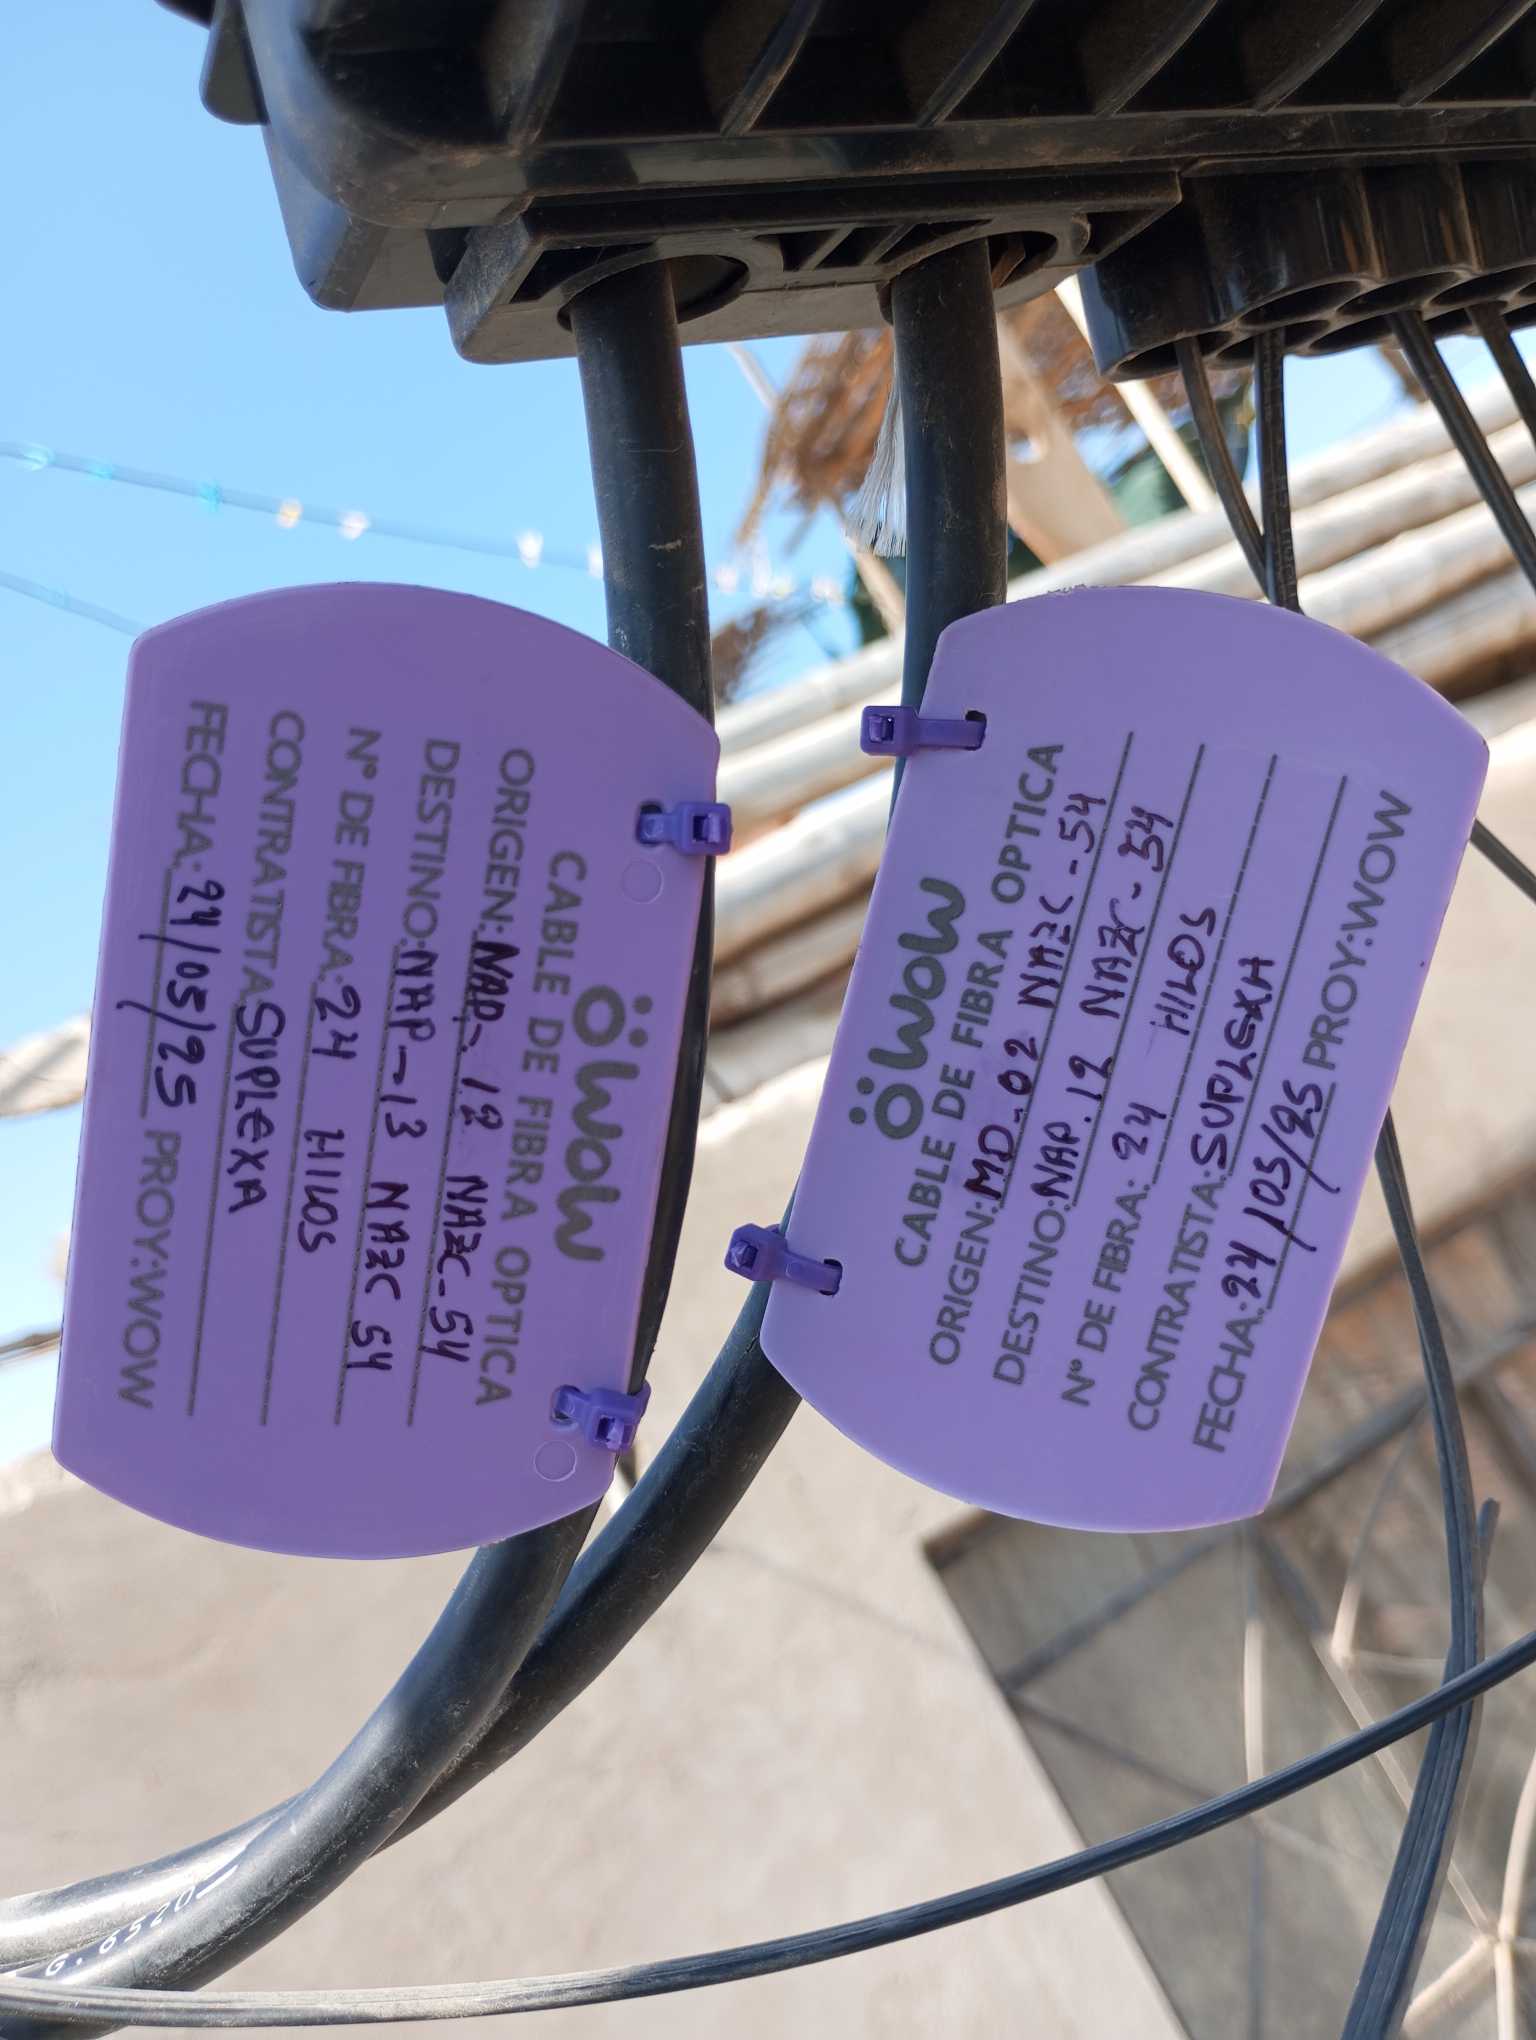 wow
CABLE DE FIBRA OPTICA
ORIGEN: NAP-12 NAZC-54
DESTINO: NAP-13 NAZC 54
N° DE FIBRA: 24 HILOS
CONTRATISTA: SUPLEXA
FECHA: 24/05/25 PROY: WOW
wow
CABLE DE FIBRA OPTICA
ORIGEN: MD-02 NAZC-54
DESTINO: NAP.12 NAZC-54
N° DE FIBRA: 24 HILOS
CONTRATISTA: SUPLEXA
FECHA: 24/05/25 PROY: WOW
G.652D